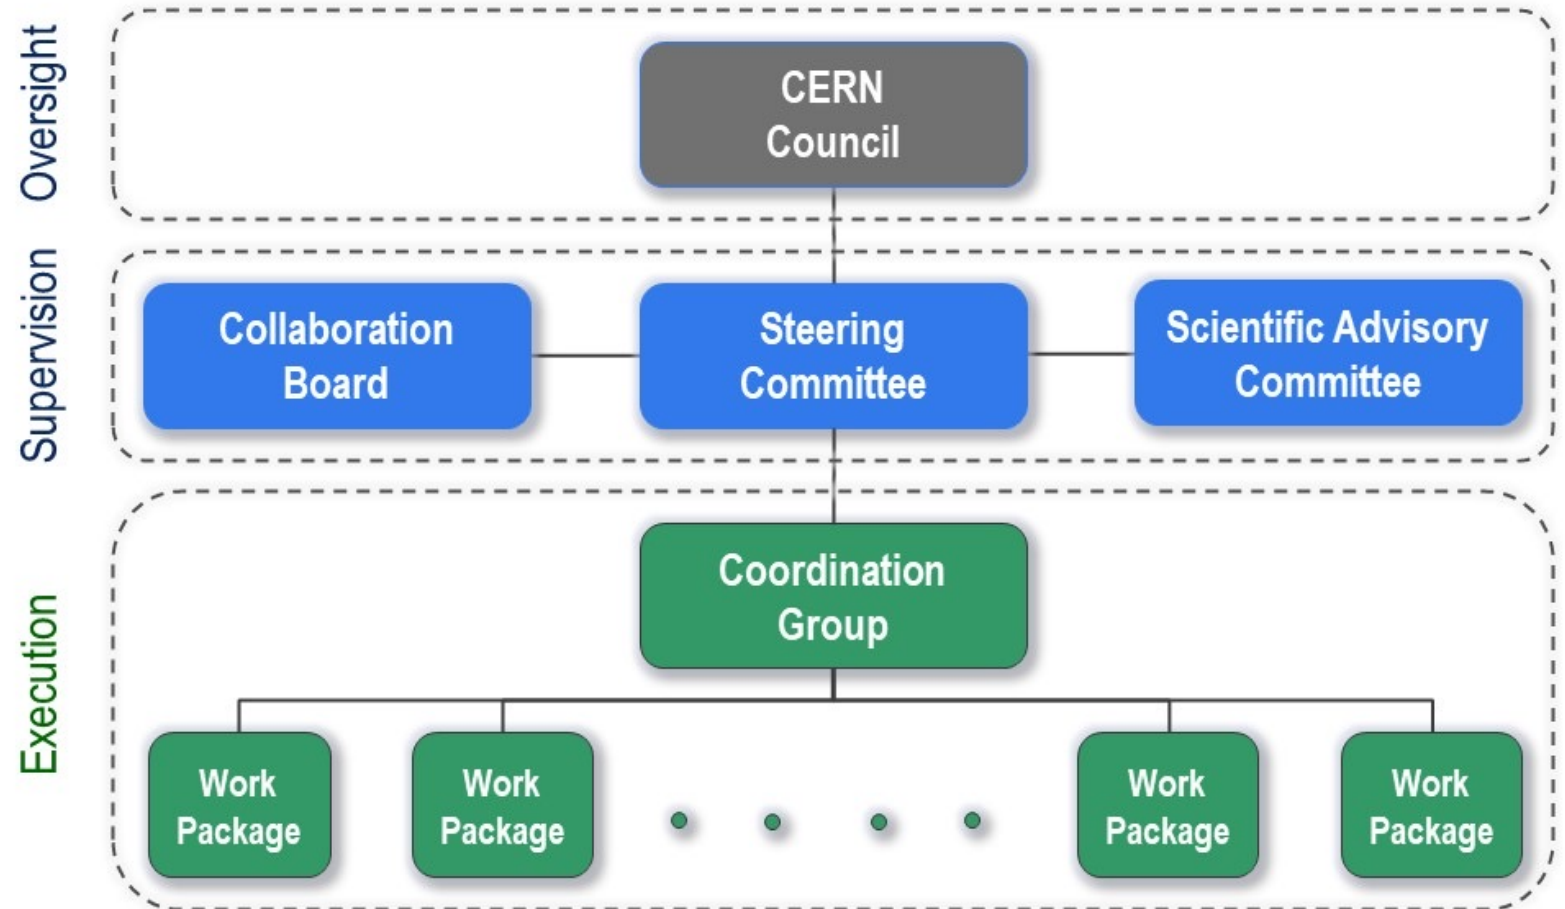 Oversight
CERN
Council
Supervision
Collaboration
Board
Steering
Committee
Scientific Advisory
Committee
Execution
Coordination
Group
Work
Package
Work
Package
Work
Package
Work
Package